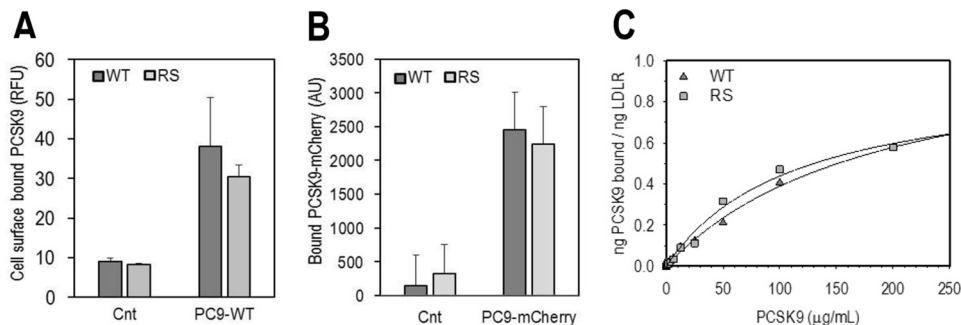 A
Cell surface bound PCSK9 (RFU)
60
50
40
30
20
10
0
WT RS
Cnt PC9-WT
B
Bound PCSK9-mCherry (AU)
3500
3000
2500
2000
1500
1000
500
0
WT RS
Cnt PC9-mCherry
C
ng PCSK9 bound / ng LDLR
1.0
0.8
0.6
0.4
0.2
0.0
WT
RS
0 50 100 150 200 250
PCSK9 (μg/mL)